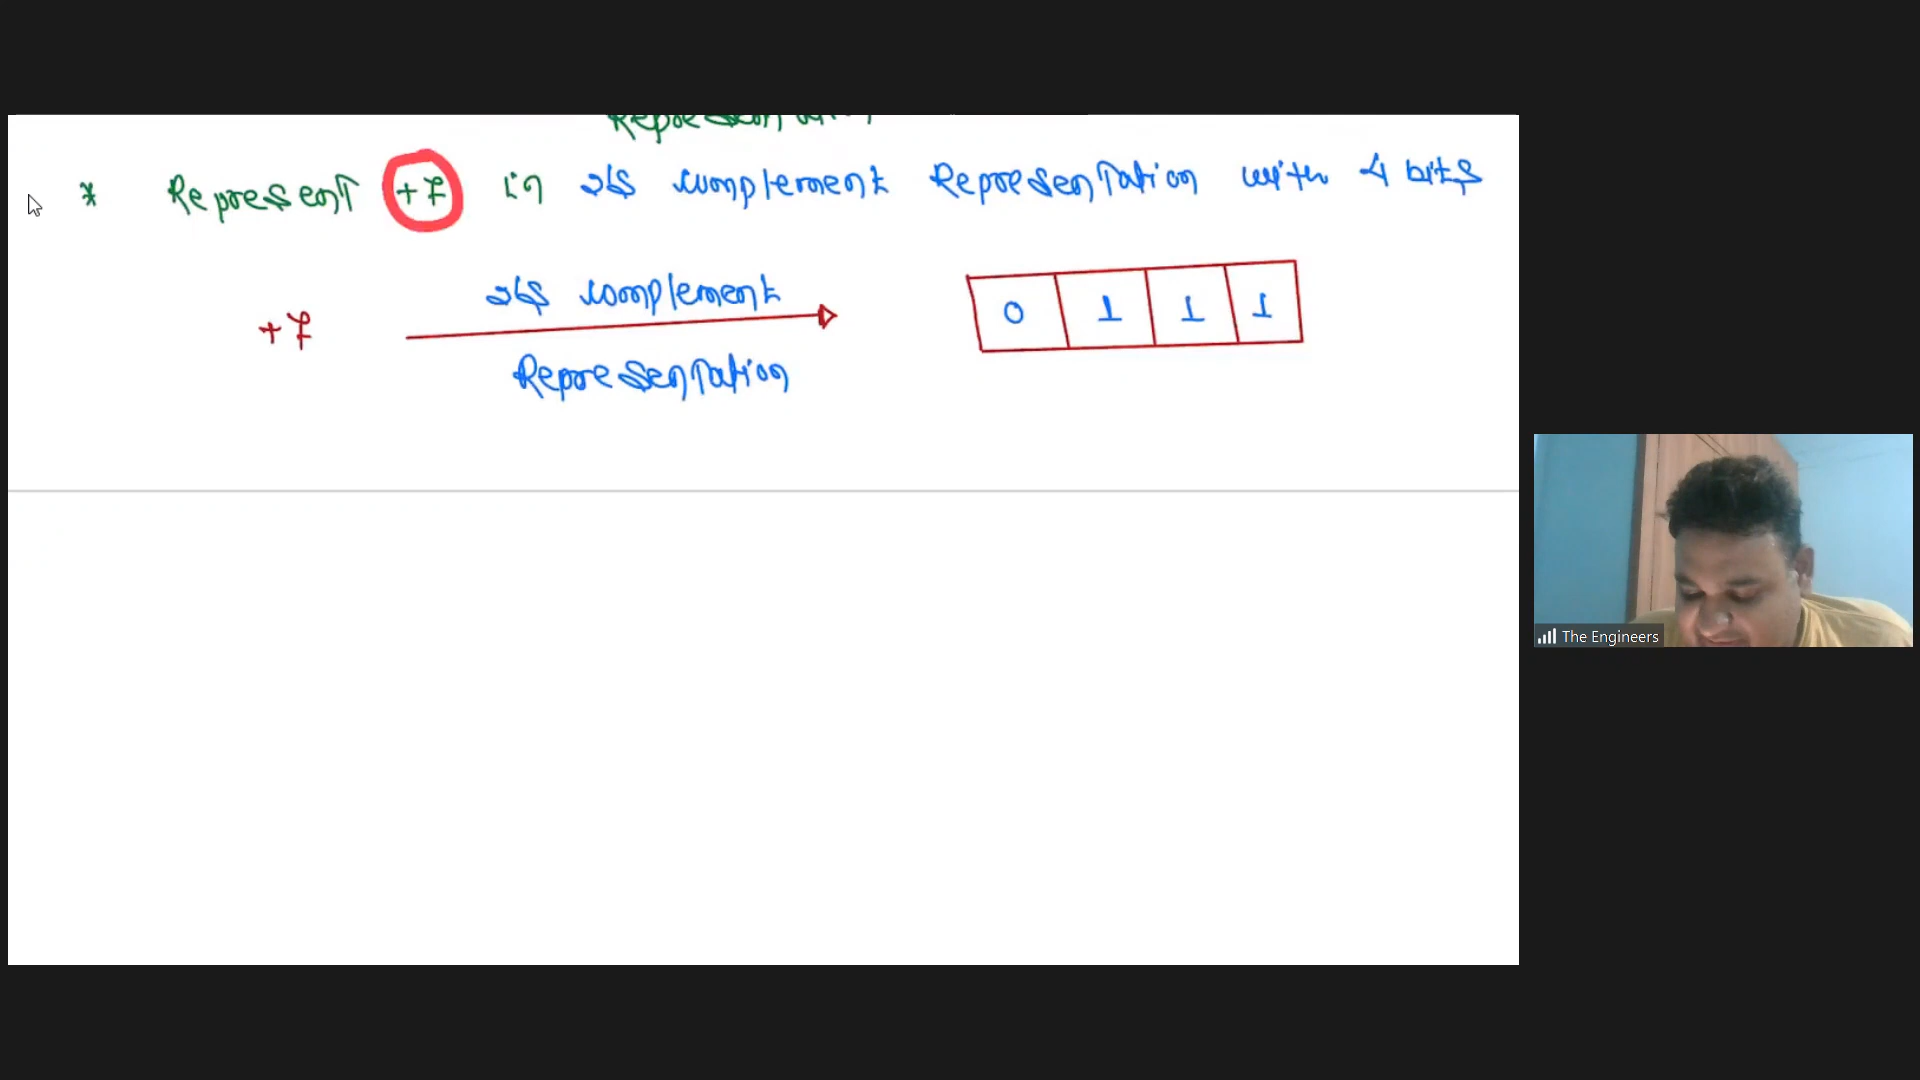 Representation
* Represent +7 in 2's complement Representation with 4 bits
+7 2's complement Representation 0 1 1 1
The Engineers